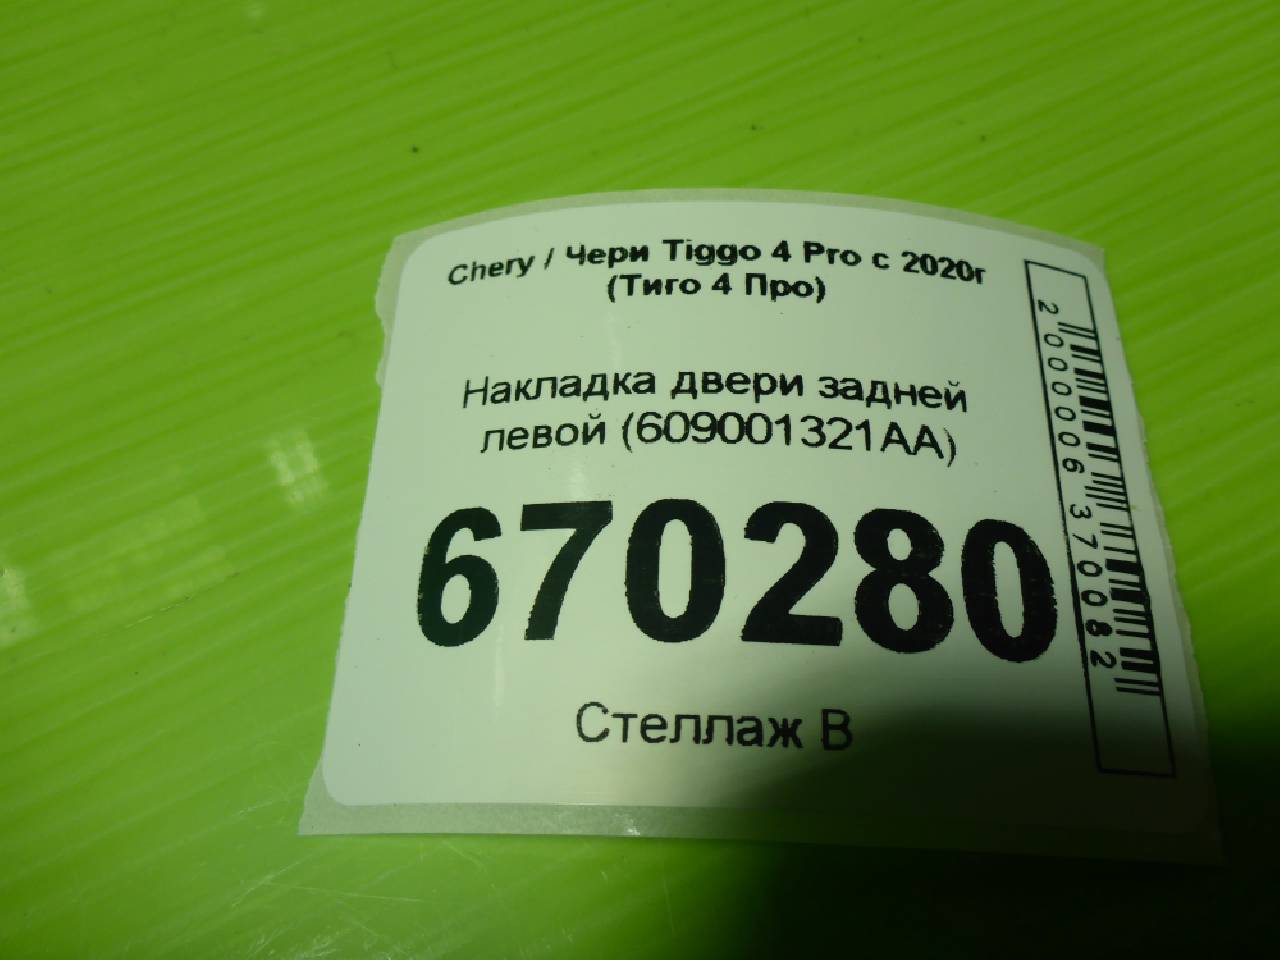 Chery / Чери Tiggo 4 Pro с 2020г
(Тиго 4 Про)
Накладка двери задней
левой (609001321AA)
670280
Стеллаж В
2000006370082